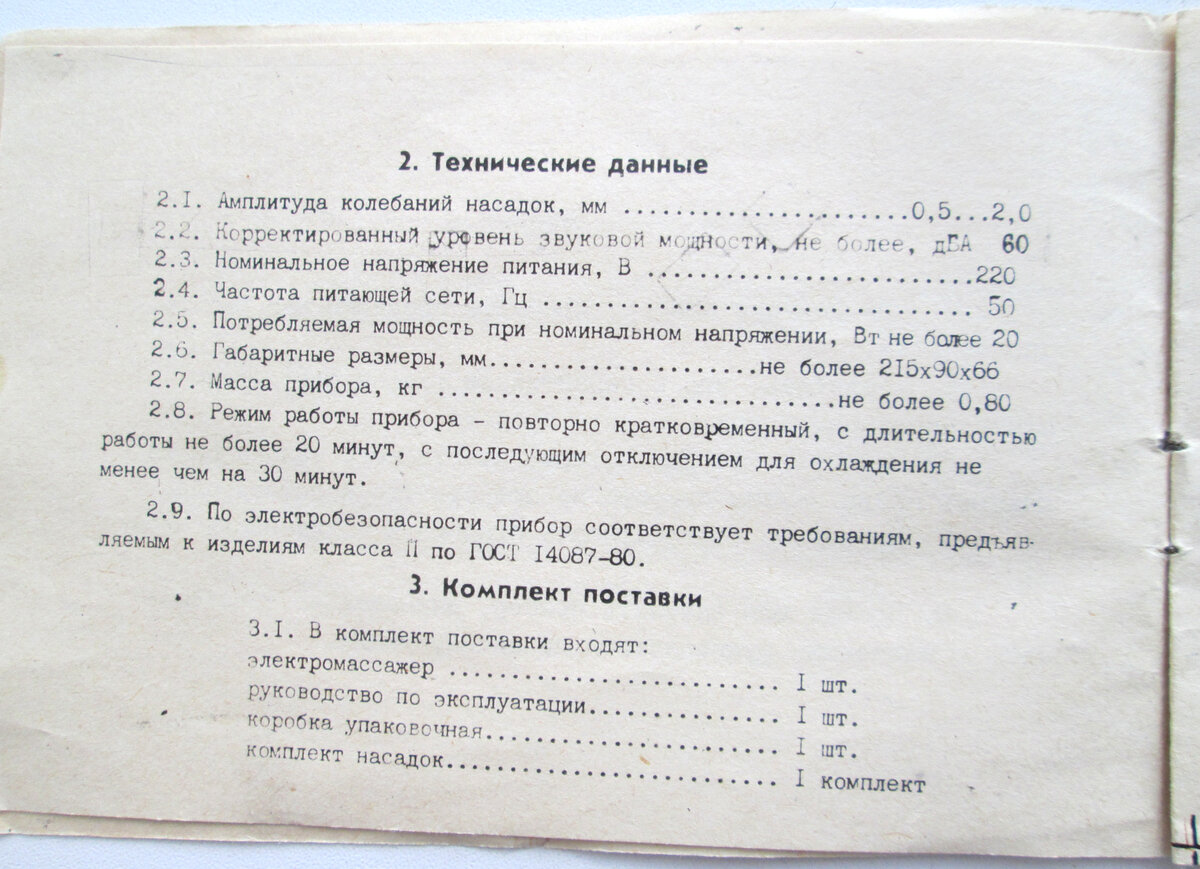 2. Технические данные
2.I. Амплитуда колебаний насадок, мм ........................0,5...2,0
2.2. Корректированный уровень звуковой мощности, не более, дБА 60
2.3. Номинальное напряжение питания, В ...........................220
2.4. Частота питающей сети, Гц .................................... 50
2.5. Потребляемая мощность при номинальном напряжении, Вт не более 20
2.6. Габаритные размеры, мм......................не более 2I5х90х66
2.7. Масса прибора, кг .................................не более 0,80
2.8. Режим работы прибора - повторно кратковременный, с длительностью
работы не более 20 минут, с последующим отключением для охлаждения не
менее чем на 30 минут.
2.9. По электробезопасности прибор соответствует требованиям, предъяв-
ляемым к изделиям класса П по ГОСТ I4087-80.
3. Комплект поставки
3.I. В комплект поставки входят:
электромассажер ............................ I шт.
руководство по эксплуатации................ I шт.
коробка упаковочная......................... I шт.
комплект насадок............................ I комплект